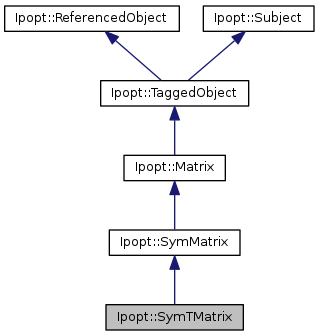 Ipopt::ReferencedObject
Ipopt::Subject
Ipopt::TaggedObject
Ipopt::Matrix
Ipopt::SymMatrix
Ipopt::SymTMatrix